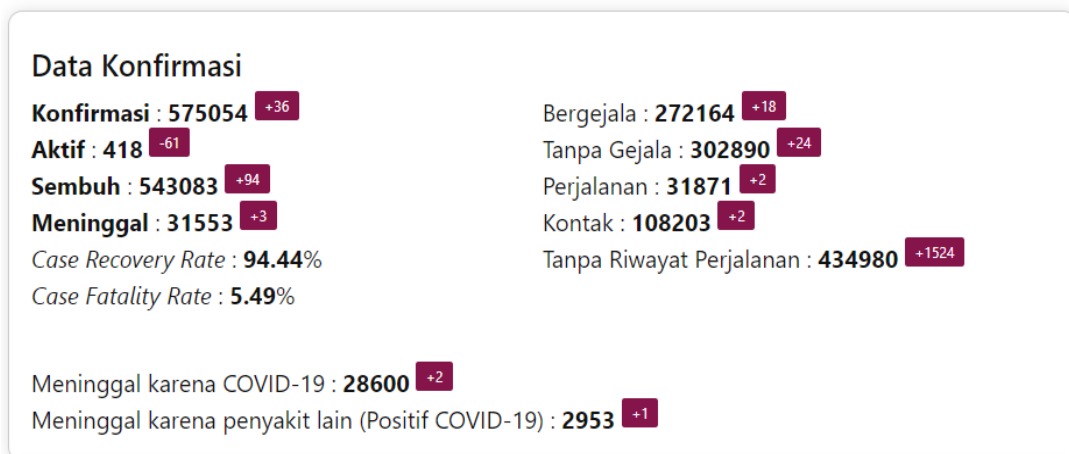 Data Konfirmasi
Konfirmasi : 575054 +36
Aktif : 418 -61
Sembuh : 543083 +94
Meninggal : 31553 +3
Case Recovery Rate : 94.44%
Case Fatality Rate : 5.49%
Bergejala : 272164 +18
Tanpa Gejala : 302890 +24
Perjalanan : 31871 +2
Kontak : 108203 +2
Tanpa Riwayat Perjalanan : 434980 +1524
Meninggal karena COVID-19 : 28600 +2
Meninggal karena penyakit lain (Positif COVID-19) : 2953 +1